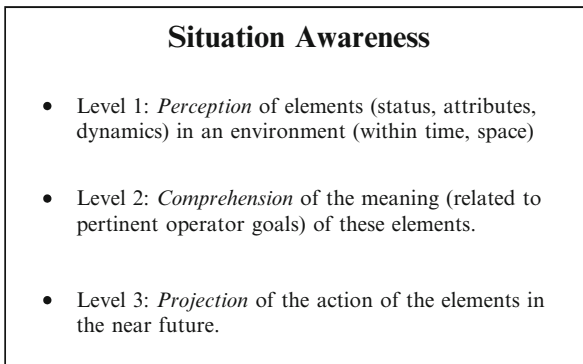 Situation Awareness
• Level 1: Perception of elements (status, attributes,
dynamics) in an environment (within time, space)
• Level 2: Comprehension of the meaning (related to
pertinent operator goals) of these elements.
• Level 3: Projection of the action of the elements in
the near future.